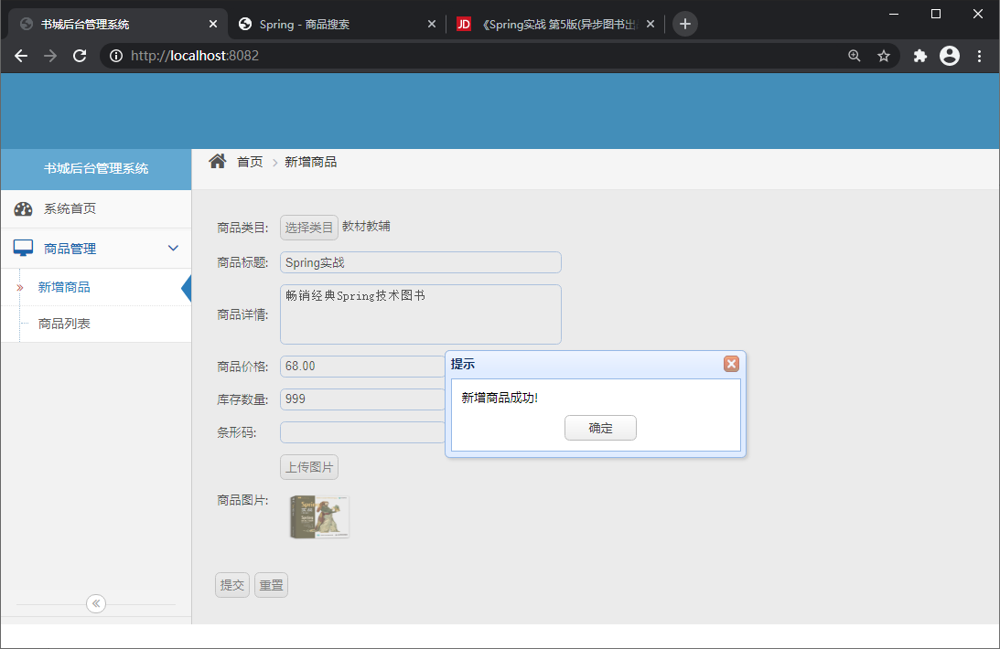 书城后台管理系统
Spring - 商品搜索
JD
《Spring实战 第5版(异步图书出
http://localhost:8082
书城后台管理系统
首页
新增商品
系统首页
商品管理
新增商品
商品列表
商品类目:
选择类目
教材教辅
商品标题:
Spring实战
商品详情:
畅销经典Spring技术图书
商品价格:
68.00
库存数量:
999
条形码:
上传图片
商品图片:
提交
重置
提示
新增商品成功!
确定